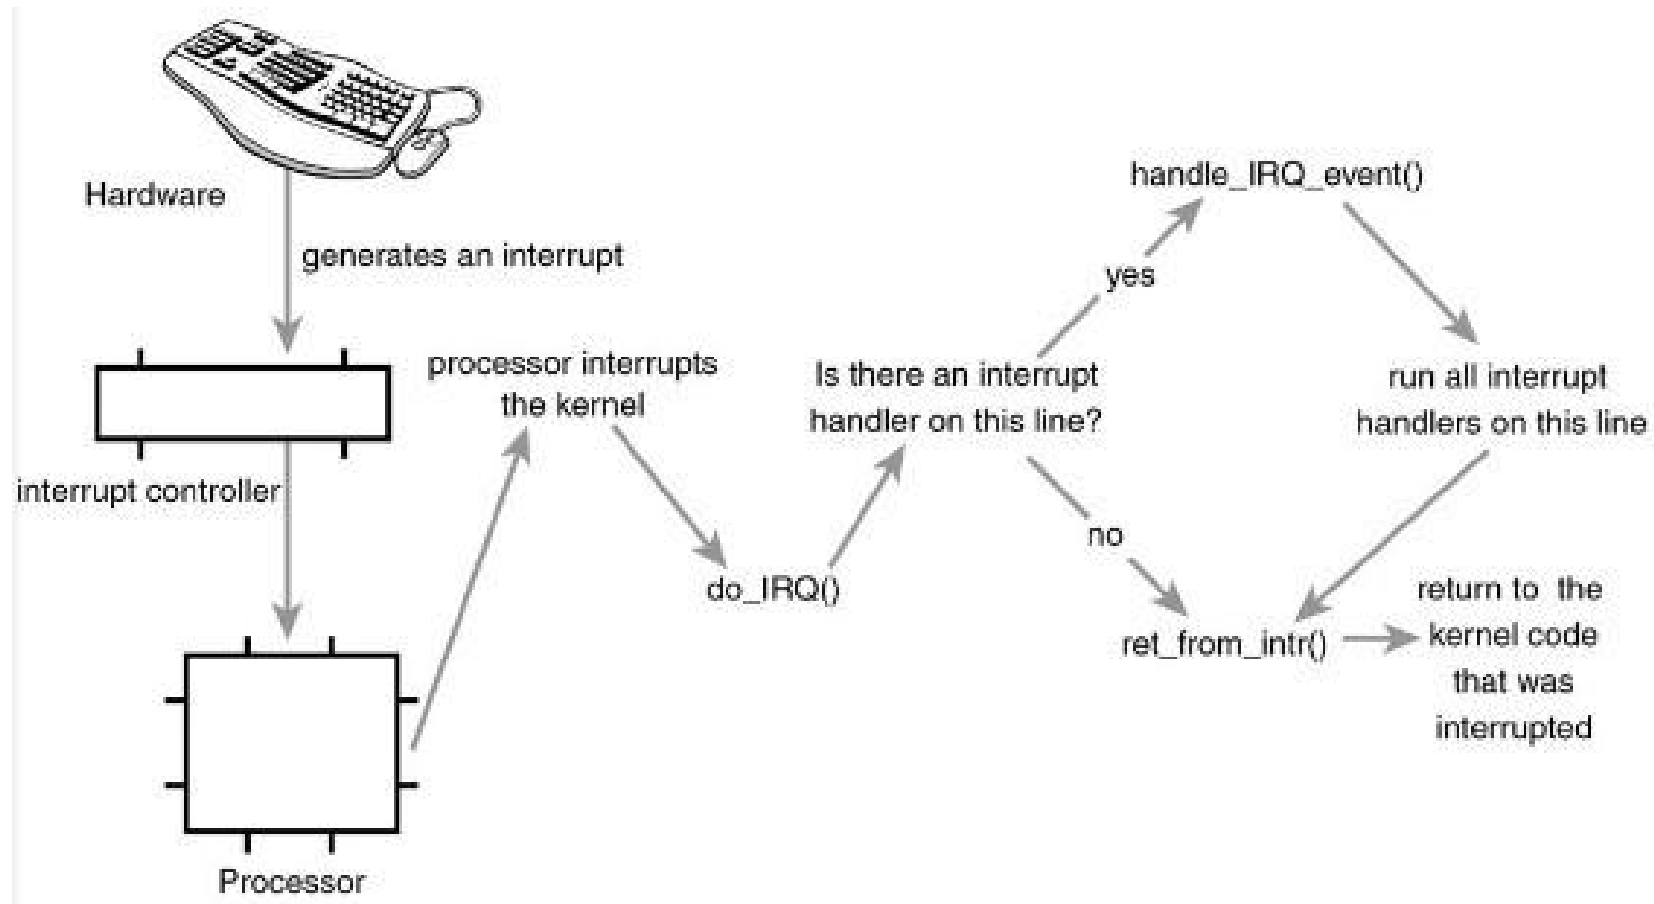 Hardware
generates an interrupt
interrupt controller
Processor
processor interrupts
the kernel
do_IRQ()
Is there an interrupt
handler on this line?
yes
handle_IRQ_event()
run all interrupt
handlers on this line
no
ret_from_intr()
return to the
kernel code
that was
interrupted